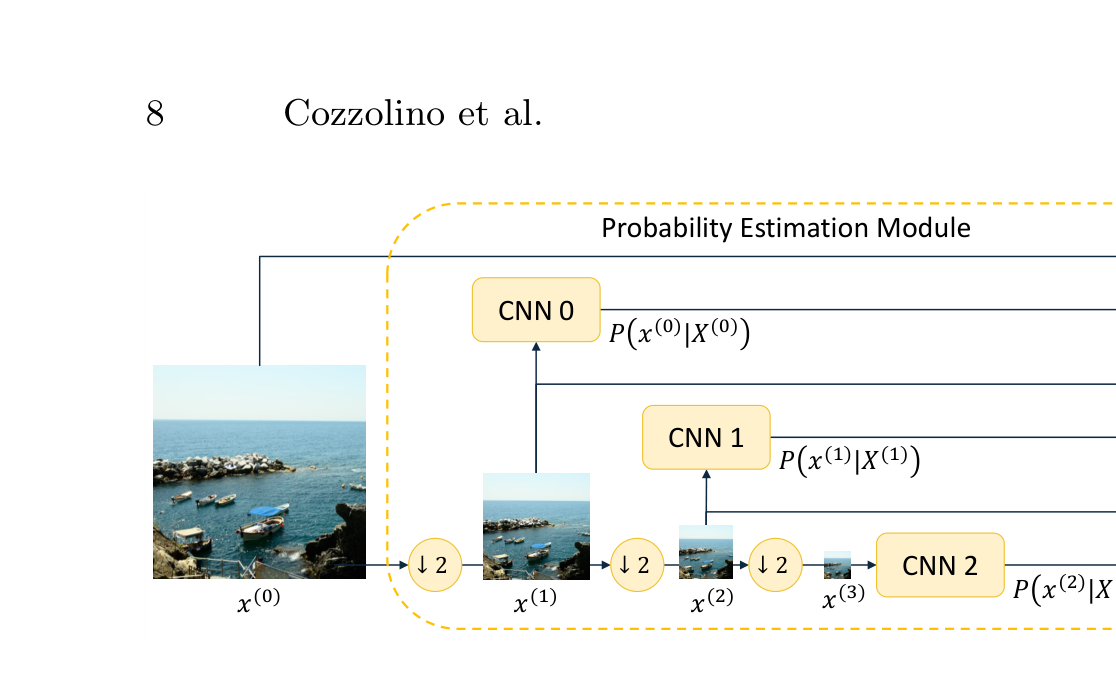 8 Cozzolino et al.
Probability Estimation Module
CNN 0
P(x^(0)|X^(0))
CNN 1
P(x^(1)|X^(1))
↓2 ↓2 ↓2 CNN 2
P(x^(2)|X
x^(0) x^(1) x^(2) x^(3)